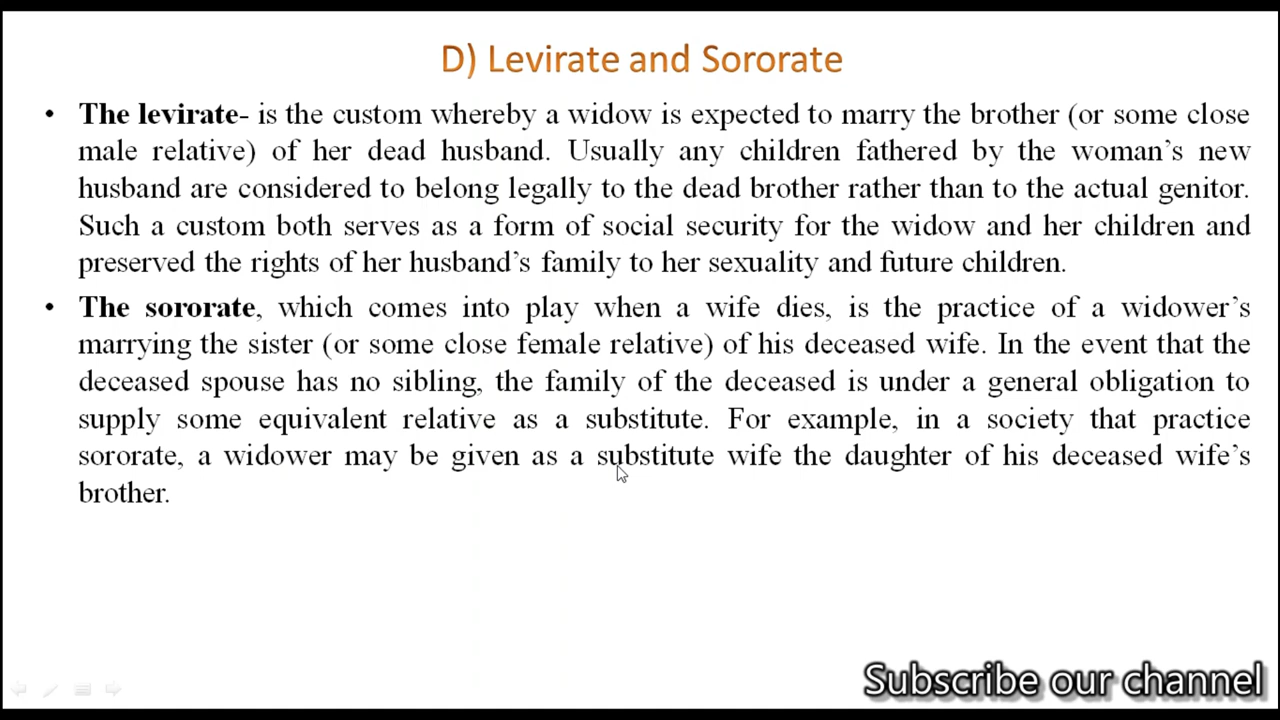 D) Levirate and Sororate
• The levirate- is the custom whereby a widow is expected to marry the brother (or some close
male relative) of her dead husband. Usually any children fathered by the woman’s new
husband are considered to belong legally to the dead brother rather than to the actual genitor.
Such a custom both serves as a form of social security for the widow and her children and
preserved the rights of her husband’s family to her sexuality and future children.
• The sororate, which comes into play when a wife dies, is the practice of a widower’s
marrying the sister (or some close female relative) of his deceased wife. In the event that the
deceased spouse has no sibling, the family of the deceased is under a general obligation to
supply some equivalent relative as a substitute. For example, in a society that practice
sororate, a widower may be given as a substitute wife the daughter of his deceased wife’s
brother.
Subscribe our channel